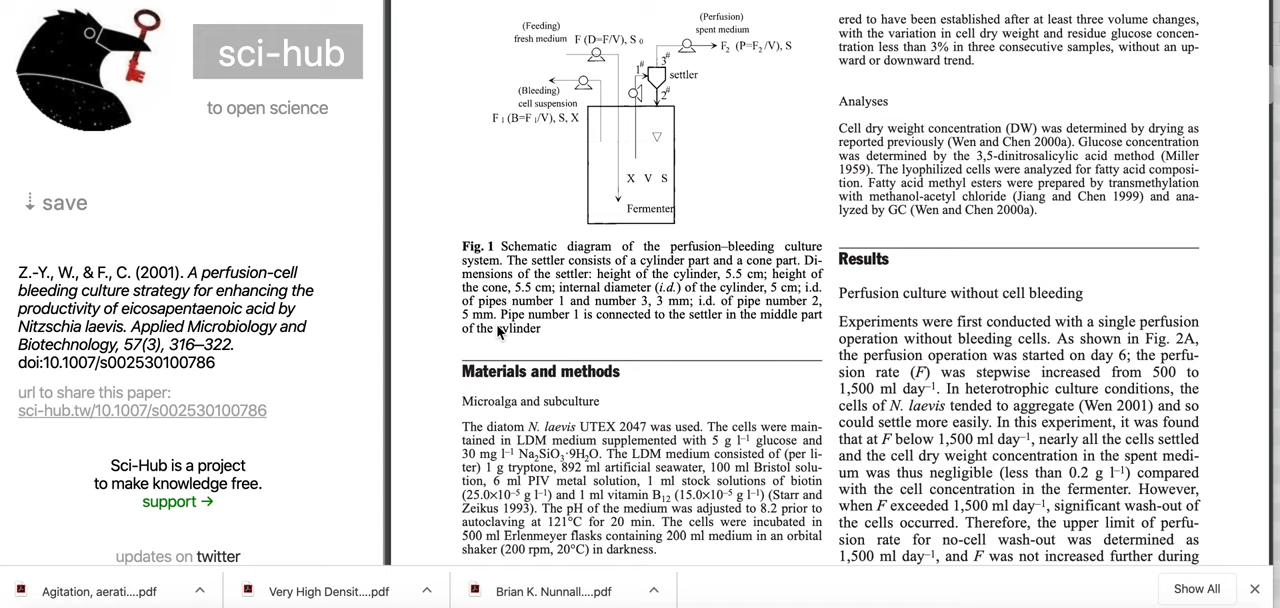 sci-hub
to open science
⇣ save
Z.-Y., W., & F., C. (2001). A perfusion-cell
bleeding culture strategy for enhancing the
productivity of eicosapentaenoic acid by
Nitzschia laevis. Applied Microbiology and
Biotechnology, 57(3), 316–322.
doi:10.1007/s002530100786
url to share this paper:
sci-hub.tw/10.1007/s002530100786
Sci-Hub is a project
to make knowledge free.
support →
updates on twitter
(Feeding)
fresh medium F (D=F/V), S 0
(Perfusion)
spent medium
F2 (P=F2/V), S
1#
3#
settler
2#
(Bleeding)
cell suspension
F 1 (B=F 1/V), S, X
X V S
Fermenter
Fig. 1 Schematic diagram of the perfusion–bleeding culture
system. The settler consists of a cylinder part and a cone part. Di-
mensions of the settler: height of the cylinder, 5.5 cm; height of
the cone, 5.5 cm; internal diameter (i.d.) of the cylinder, 5 cm; i.d.
of pipes number 1 and number 3, 3 mm; i.d. of pipe number 2,
5 mm. Pipe number 1 is connected to the settler in the middle part
of the cylinder
Materials and methods
Microalga and subculture
The diatom N. laevis UTEX 2047 was used. The cells were main-
tained in LDM medium supplemented with 5 g l–1 glucose and
30 mg l–1 Na2SiO3·9H2O. The LDM medium consisted of (per li-
ter) 1 g tryptone, 892 ml artificial seawater, 100 ml Bristol solu-
tion, 6 ml PIV metal solution, 1 ml stock solutions of biotin
(25.0×10–5 g l–1) and 1 ml vitamin B12 (15.0×10–5 g l–1) (Starr and
Zeikus 1993). The pH of the medium was adjusted to 8.2 prior to
autoclaving at 121°C for 20 min. The cells were incubated in
500 ml Erlenmeyer flasks containing 200 ml medium in an orbital
shaker (200 rpm, 20°C) in darkness.
ered to have been established after at least three volume changes,
with the variation in cell dry weight and residue glucose concen-
tration less than 3% in three consecutive samples, without an up-
ward or downward trend.
Analyses
Cell dry weight concentration (DW) was determined by drying as
reported previously (Wen and Chen 2000a). Glucose concentration
was determined by the 3,5-dinitrosalicylic acid method (Miller
1959). The lyophilized cells were analyzed for fatty acid composi-
tion. Fatty acid methyl esters were prepared by transmethylation
with methanol-acetyl chloride (Jiang and Chen 1999) and ana-
lyzed by GC (Wen and Chen 2000a).
Results
Perfusion culture without cell bleeding
Experiments were first conducted with a single perfusion
operation without bleeding cells. As shown in Fig. 2A,
the perfusion operation was started on day 6; the perfu-
sion rate (F) was stepwise increased from 500 to
1,500 ml day–1. In heterotrophic culture conditions, the
cells of N. laevis tended to aggregate (Wen 2001) and so
could settle more easily. In this experiment, it was found
that at F below 1,500 ml day–1, nearly all the cells settled
and the cell dry weight concentration in the spent medi-
um was thus negligible (less than 0.2 g l–1) compared
with the cell concentration in the fermenter. However,
when F exceeded 1,500 ml day–1, significant wash-out of
the cells occurred. Therefore, the upper limit of perfu-
sion rate for no-cell wash-out was determined as
1,500 ml day–1, and F was not increased further during
Agitation, aerati....pdf
Very High Densit....pdf
Brian K. Nunnall....pdf
Show All